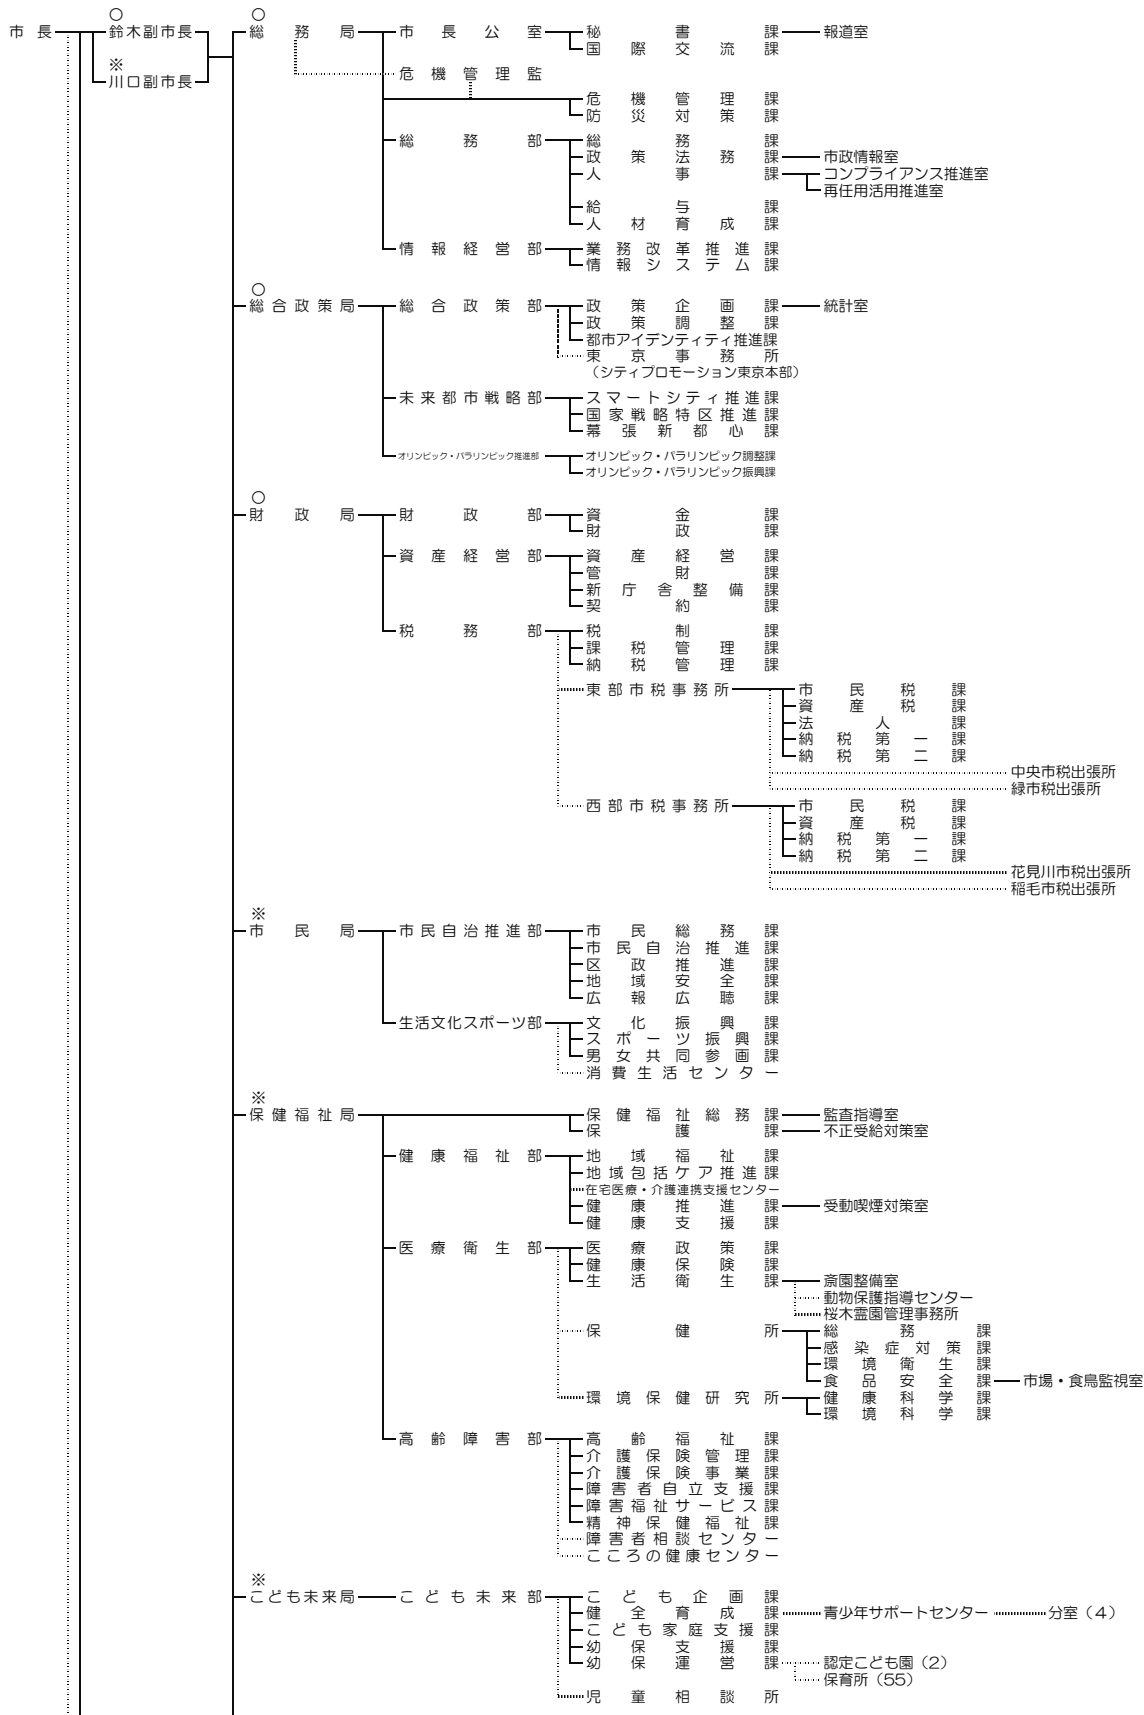 ○ ○
市長 鈴木副市長 総務局 市長公室 秘書課 報道室
国際交流課
※
川口副市長 危機管理監
危機管理課
防災対策課
総務部 総務課
政策法務課 市政情報室
人事課 コンプライアンス推進室
再任用活用推進室
給与課
人材育成課
情報経営部 業務改革推進課
情報システム課
○
総合政策局 総合政策部 政策企画課 統計室
政策調整課
都市アイデンティティ推進課
東京事務所
（シティプロモーション東京本部）
未来都市戦略部 スマートシティ推進課
国家戦略特区推進課
幕張新都心課
オリンピック・パラリンピック推進部 オリンピック・パラリンピック調整課
オリンピック・パラリンピック振興課
○
財政局 財政部 資金課
財政課
資産経営部 資産経営課
管財課
新庁舎整備課
契約課
税務部 税制課
課税管理課
納税管理課
東部市税事務所 市民税課
資産税課
法人課
納税第一課
納税第二課
中央市税出張所
緑市税出張所
西部市税事務所 市民税課
資産税課
納税第一課
納税第二課
花見川市税出張所
稲毛市税出張所
※
市民局 市民自治推進部 市民総務課
市民自治推進課
区政推進課
地域安全課
広報広聴課
生活文化スポーツ部 文化振興課
スポーツ振興課
男女共同参画課
消費生活センター
※
保健福祉局 保健福祉総務課 監査指導室
保護課 不正受給対策室
健康福祉部 地域福祉課
地域包括ケア推進課
在宅医療・介護連携支援センター
健康推進課 受動喫煙対策室
健康支援課
医療衛生部 医療政策課
健康保険課
生活衛生課 斎園整備室
動物保護指導センター
桜木霊園管理事務所
保健所 総務課
感染症対策課
環境衛生課
食品安全課 市場・食鳥監視室
環境保健研究所 健康科学課
環境科学課
高齢障害部 高齢福祉課
介護保険管理課
介護保険事業課
障害者自立支援課
障害福祉サービス課
精神保健福祉課
障害者相談センター
こころの健康センター
※
こども未来局 こども未来部 こども企画課
健全育成課 青少年サポートセンター 分室（4）
こども家庭支援課
幼保支援課
幼保運営課 認定こども園（2）
保育所（55）
児童相談所